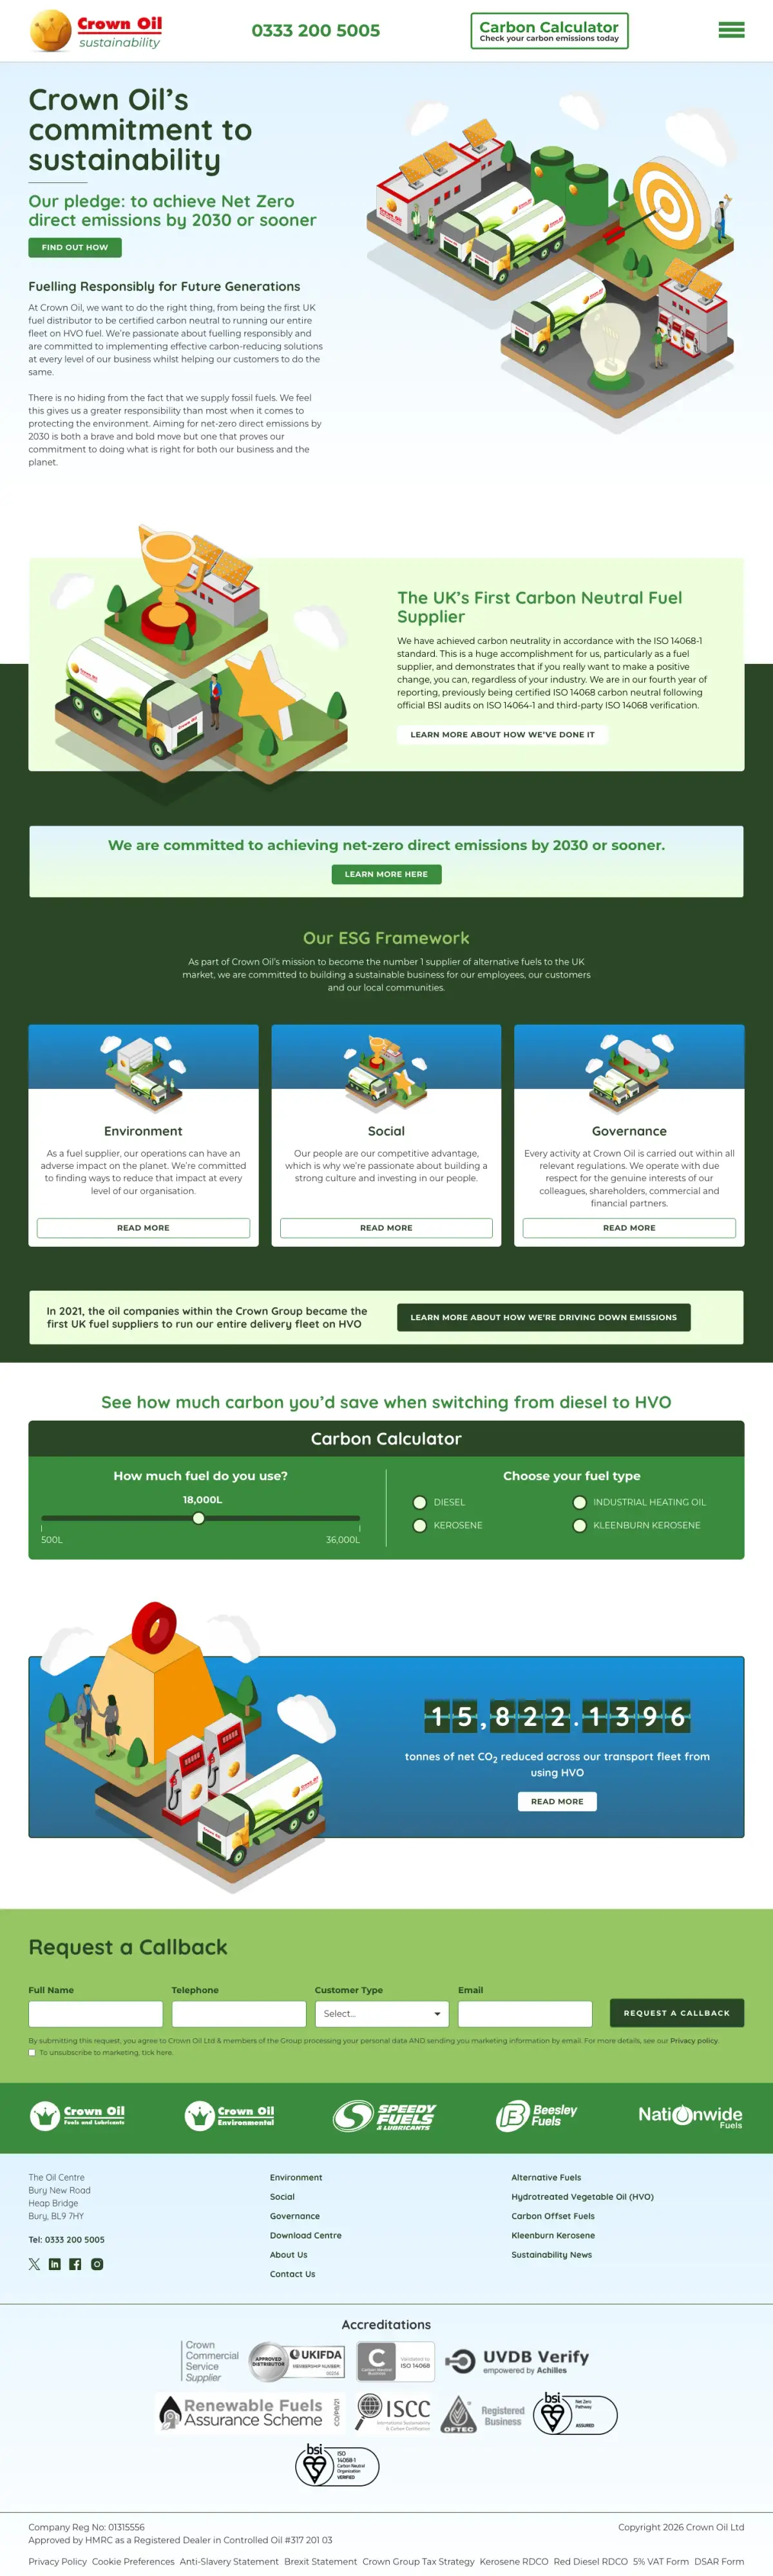 Crown Oil
sustainability
0333 200 5005
Carbon Calculator
Check your carbon emissions today
Crown Oil's
commitment to
sustainability
Our pledge: to achieve Net Zero
direct emissions by 2030 or sooner
FIND OUT HOW
Fuelling Responsibly for Future Generations
At Crown Oil, we want to do the right thing, from being the first UK
fuel distributor to be certified carbon neutral to running our entire
fleet on HVO fuel. We're passionate about fuelling responsibly and
are committed to implementing effective carbon-reducing solutions
at every level of our business whilst helping our customers to do the
same.
There is no hiding from the fact that we supply fossil fuels. We feel
this gives us a greater responsibility than most when it comes to
protecting the environment. Aiming for net-zero direct emissions by
2030 is both a brave and bold move but one that proves our
commitment to doing what is right for both our business and the
planet.
The UK's First Carbon Neutral Fuel
Supplier
We have achieved carbon neutrality in accordance with the ISO 14068-1
standard. This is a huge accomplishment for us, particularly as a fuel
supplier, and demonstrates that if you really want to make a positive
change, you can, regardless of your industry. We are in our fourth year of
reporting, previously being certified ISO 14068 carbon neutral following
official BSI audits on ISO 14064-1 and third-party ISO 14068 verification.
LEARN MORE ABOUT HOW WE'VE DONE IT
We are committed to achieving net-zero direct emissions by 2030 or sooner.
LEARN MORE HERE
Our ESG Framework
As part of Crown Oil's mission to become the number 1 supplier of alternative fuels to the UK
market, we are committed to building a sustainable business for our employees, our customers
and our local communities.
Environment
As a fuel supplier, our operations can have an
adverse impact on the planet. We're committed
to finding ways to reduce that impact at every
level of our organisation.
READ MORE
Social
Our people are our competitive advantage,
which is why we're passionate about building a
strong culture and investing in our people.
READ MORE
Governance
Every activity at Crown Oil is carried out within all
relevant regulations. We operate with due
respect for the genuine interests of our
colleagues, shareholders, commercial and
financial partners.
READ MORE
In 2021, the oil companies within the Crown Group became the
first UK fuel suppliers to run our entire delivery fleet on HVO
LEARN MORE ABOUT HOW WE'RE DRIVING DOWN EMISSIONS
See how much carbon you'd save when switching from diesel to HVO
Carbon Calculator
How much fuel do you use?
18,000L
500L
36,000L
Choose your fuel type
DIESEL
INDUSTRIAL HEATING OIL
KEROSENE
KLEENBURN KEROSENE
15,822.1396
tonnes of net CO2 reduced across our transport fleet from
using HVO
READ MORE
Request a Callback
Full Name
Telephone
Customer Type
Email
Select...
REQUEST A CALLBACK
By submitting this request, you agree to Crown Oil Ltd & members of the Group processing your personal data AND sending you marketing information by email. For more details, see our Privacy policy.
To unsubscribe to marketing, tick here.
Crown Oil
Fuels and Lubricants
Crown Oil
Environmental
SPEEDY
FUELS
& LUBRICANTS
Beesley
Fuels
Nationwide
Fuels
The Oil Centre
Bury New Road
Heap Bridge
Bury, BL9 7HY
Tel: 0333 200 5005
Environment
Social
Governance
Download Centre
About Us
Contact Us
Alternative Fuels
Hydrotreated Vegetable Oil (HVO)
Carbon Offset Fuels
Kleenburn Kerosene
Sustainability News
Accreditations
Crown
Commercial
Service
Supplier
APPROVED
DISTRIBUTOR
UKIFDA
MEMBERSHIP NUMBER:
C
ISO 14068
UVDB Verify
empowered by Achilles
Renewable Fuels
Assurance Scheme
ISCC
International Sustainability
& Carbon Certification
OFTEC
Registered
Business
bsi
Net Zero
Pathway
ASSURED
bsi
ISO
14068-1
Carbon Neutral
Organization
VERIFIED
Company Reg No: 01315556
Approved by HMRC as a Registered Dealer in Controlled Oil #317 201 03
Copyright 2026 Crown Oil Ltd
Privacy Policy Cookie Preferences Anti-Slavery Statement Brexit Statement Crown Group Tax Strategy Kerosene RDCO Red Diesel RDCO 5% VAT Form DSAR Form